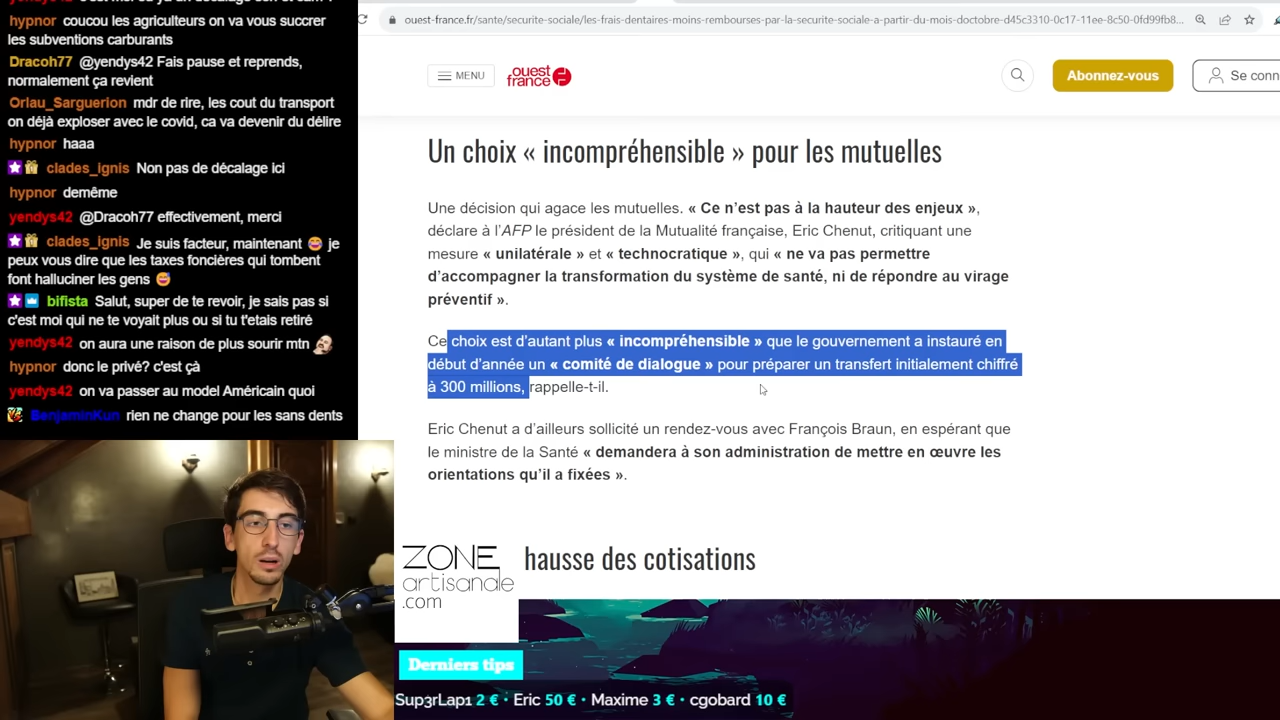 hypnor coucou les agriculteurs on va vous succrer
les subventions carburants
Dracoh77 @yendys42 Fais pause et reprends,
normalement ça revient
Orlau_Sarguerion mdr de rire, les cout du transport
on déjà exploser avec le covid, ca va devenir du délire
hypnor haaa
clades_ignis Non pas de décalage ici
hypnor demême
yendys42 @Dracoh77 effectivement, merci
clades_ignis Je suis facteur, maintenant 😅 je
peux vous dire que les taxes foncières qui tombent
font halluciner les gens 😅
bifista Salut, super de te revoir, je sais pas si
c'est moi qui ne te voyait plus ou si tu t'etais retiré
yendys42 on aura une raison de plus sourir mtn
hypnor donc le privé? c'est çà
yendys42 on va passer au model Américain quoi
BenjaminKun rien ne change pour les sans dents
ouest-france.fr/sante/securite-sociale/les-frais-dentaires-moins-rembourses-par-la-securite-sociale-a-partir-du-mois-doctobre-d45c3310-0c17-11ee-8c50-0fd99fb8...
MENU
ouest
france
Abonnez-vous
Se conn
Un choix « incompréhensible » pour les mutuelles
Une décision qui agace les mutuelles. « Ce n’est pas à la hauteur des enjeux »,
déclare à l’AFP le président de la Mutualité française, Eric Chenut, critiquant une
mesure « unilatérale » et « technocratique », qui « ne va pas permettre
d’accompagner la transformation du système de santé, ni de répondre au virage
préventif ».
Ce choix est d’autant plus « incompréhensible » que le gouvernement a instauré en
début d’année un « comité de dialogue » pour préparer un transfert initialement chiffré
à 300 millions, rappelle-t-il.
Eric Chenut a d’ailleurs sollicité un rendez-vous avec François Braun, en espérant que
le ministre de la Santé « demandera à son administration de mettre en œuvre les
orientations qu’il a fixées ».
hausse des cotisations
ZONE
artisanale
.com
Derniers tips
Sup3rLap1 2 € • Eric 50 € • Maxime 3 € • cgobard 10 €